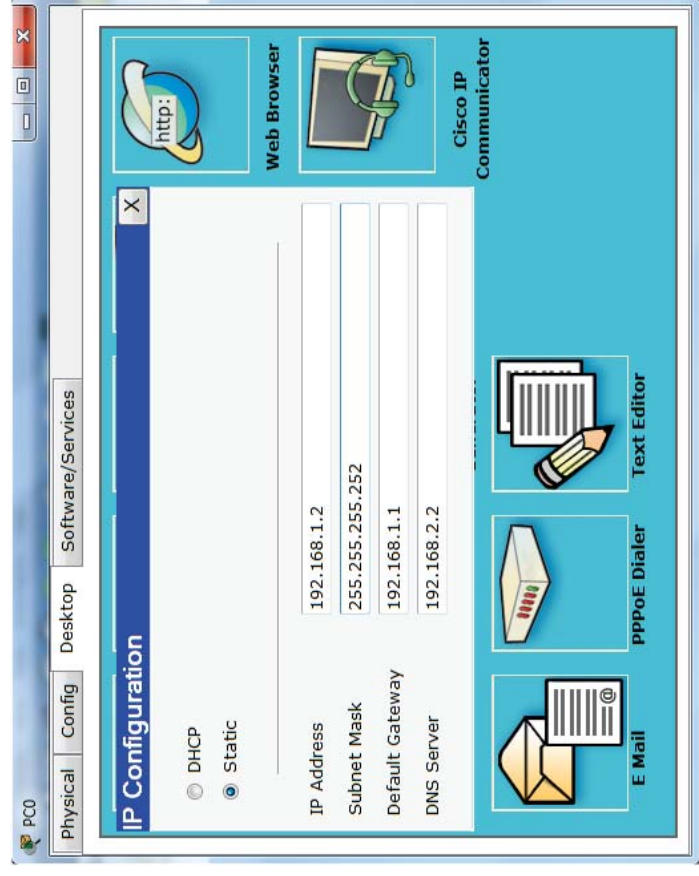 PC0
Physical Config Desktop Software/Services
IP Configuration X
DHCP
Static
IP Address 192.168.1.2
Subnet Mask 255.255.255.252
Default Gateway 192.168.1.1
DNS Server 192.168.2.2
http:
Web Browser
Cisco IP
Communicator
@
E Mail
PPPoE Dialer
Text Editor